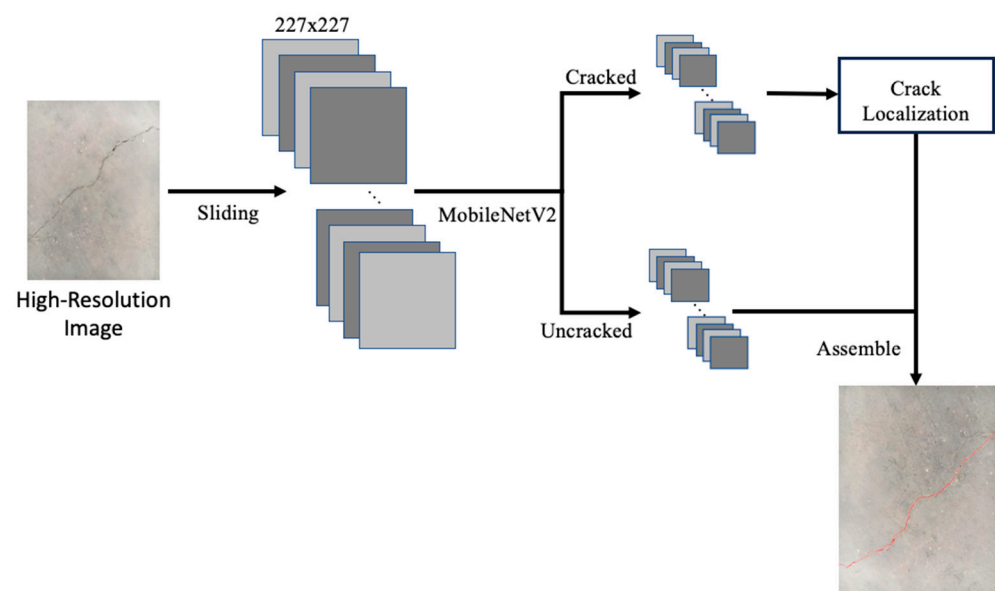 227x227
Cracked
Crack
Localization
Sliding
MobileNetV2
High-Resolution
Image
Uncracked
Assemble